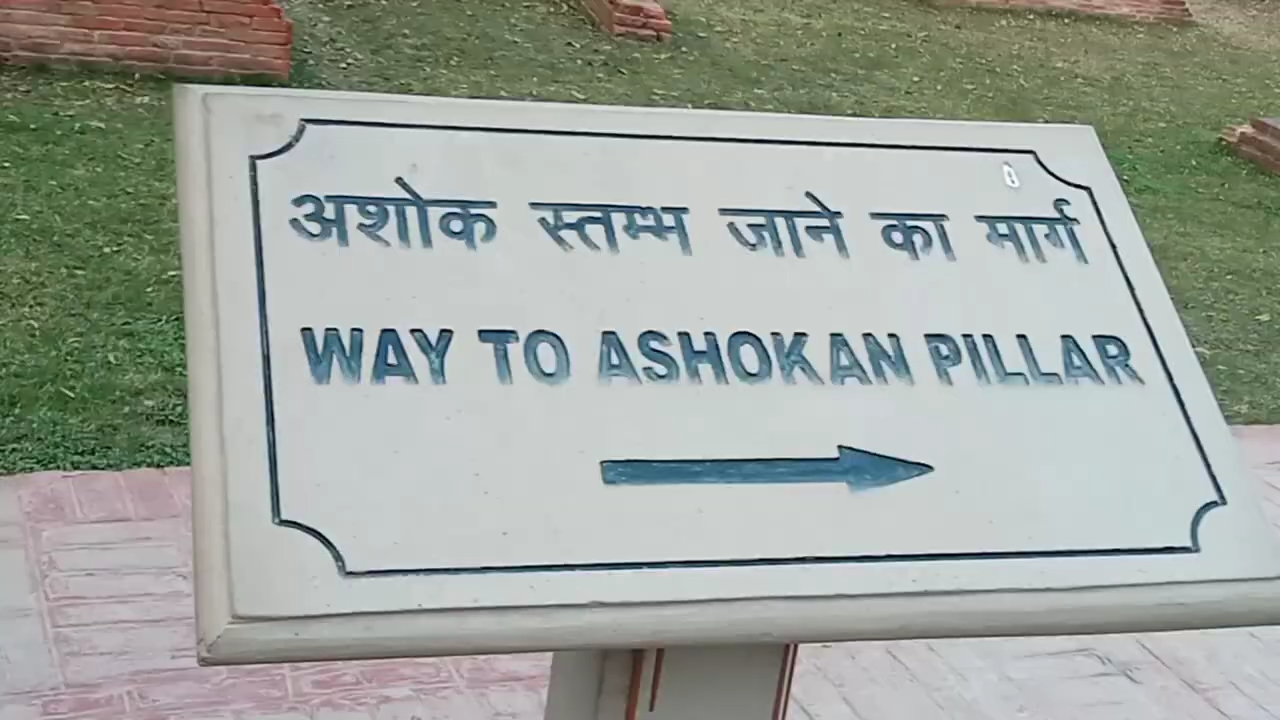 अशोक स्तम्भ जाने का मार्ग
WAY TO ASHOKAN PILLAR